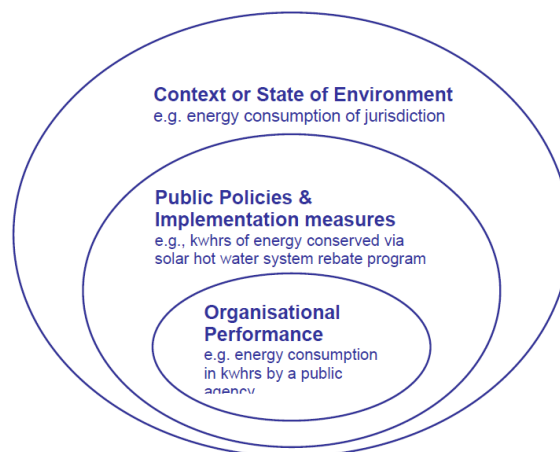 Context or State of Environment
e.g. energy consumption of jurisdiction
Public Policies &
Implementation measures
e.g., kwhrs of energy conserved via
solar hot water system rebate program
Organisational
Performance
e.g. energy consumption
in kwhrs by a public
agency